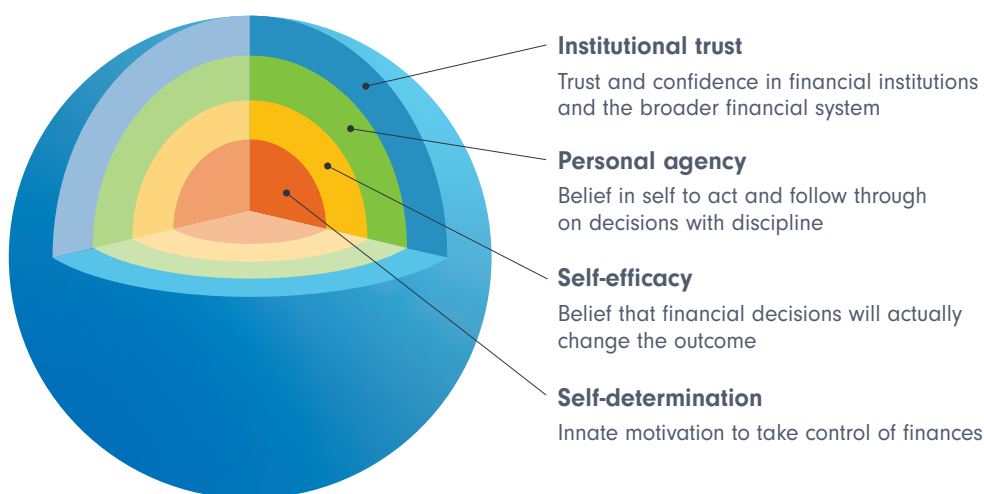 Institutional trust
Trust and confidence in financial institutions
and the broader financial system
Personal agency
Belief in self to act and follow through
on decisions with discipline
Self-efficacy
Belief that financial decisions will actually
change the outcome
Self-determination
Innate motivation to take control of finances